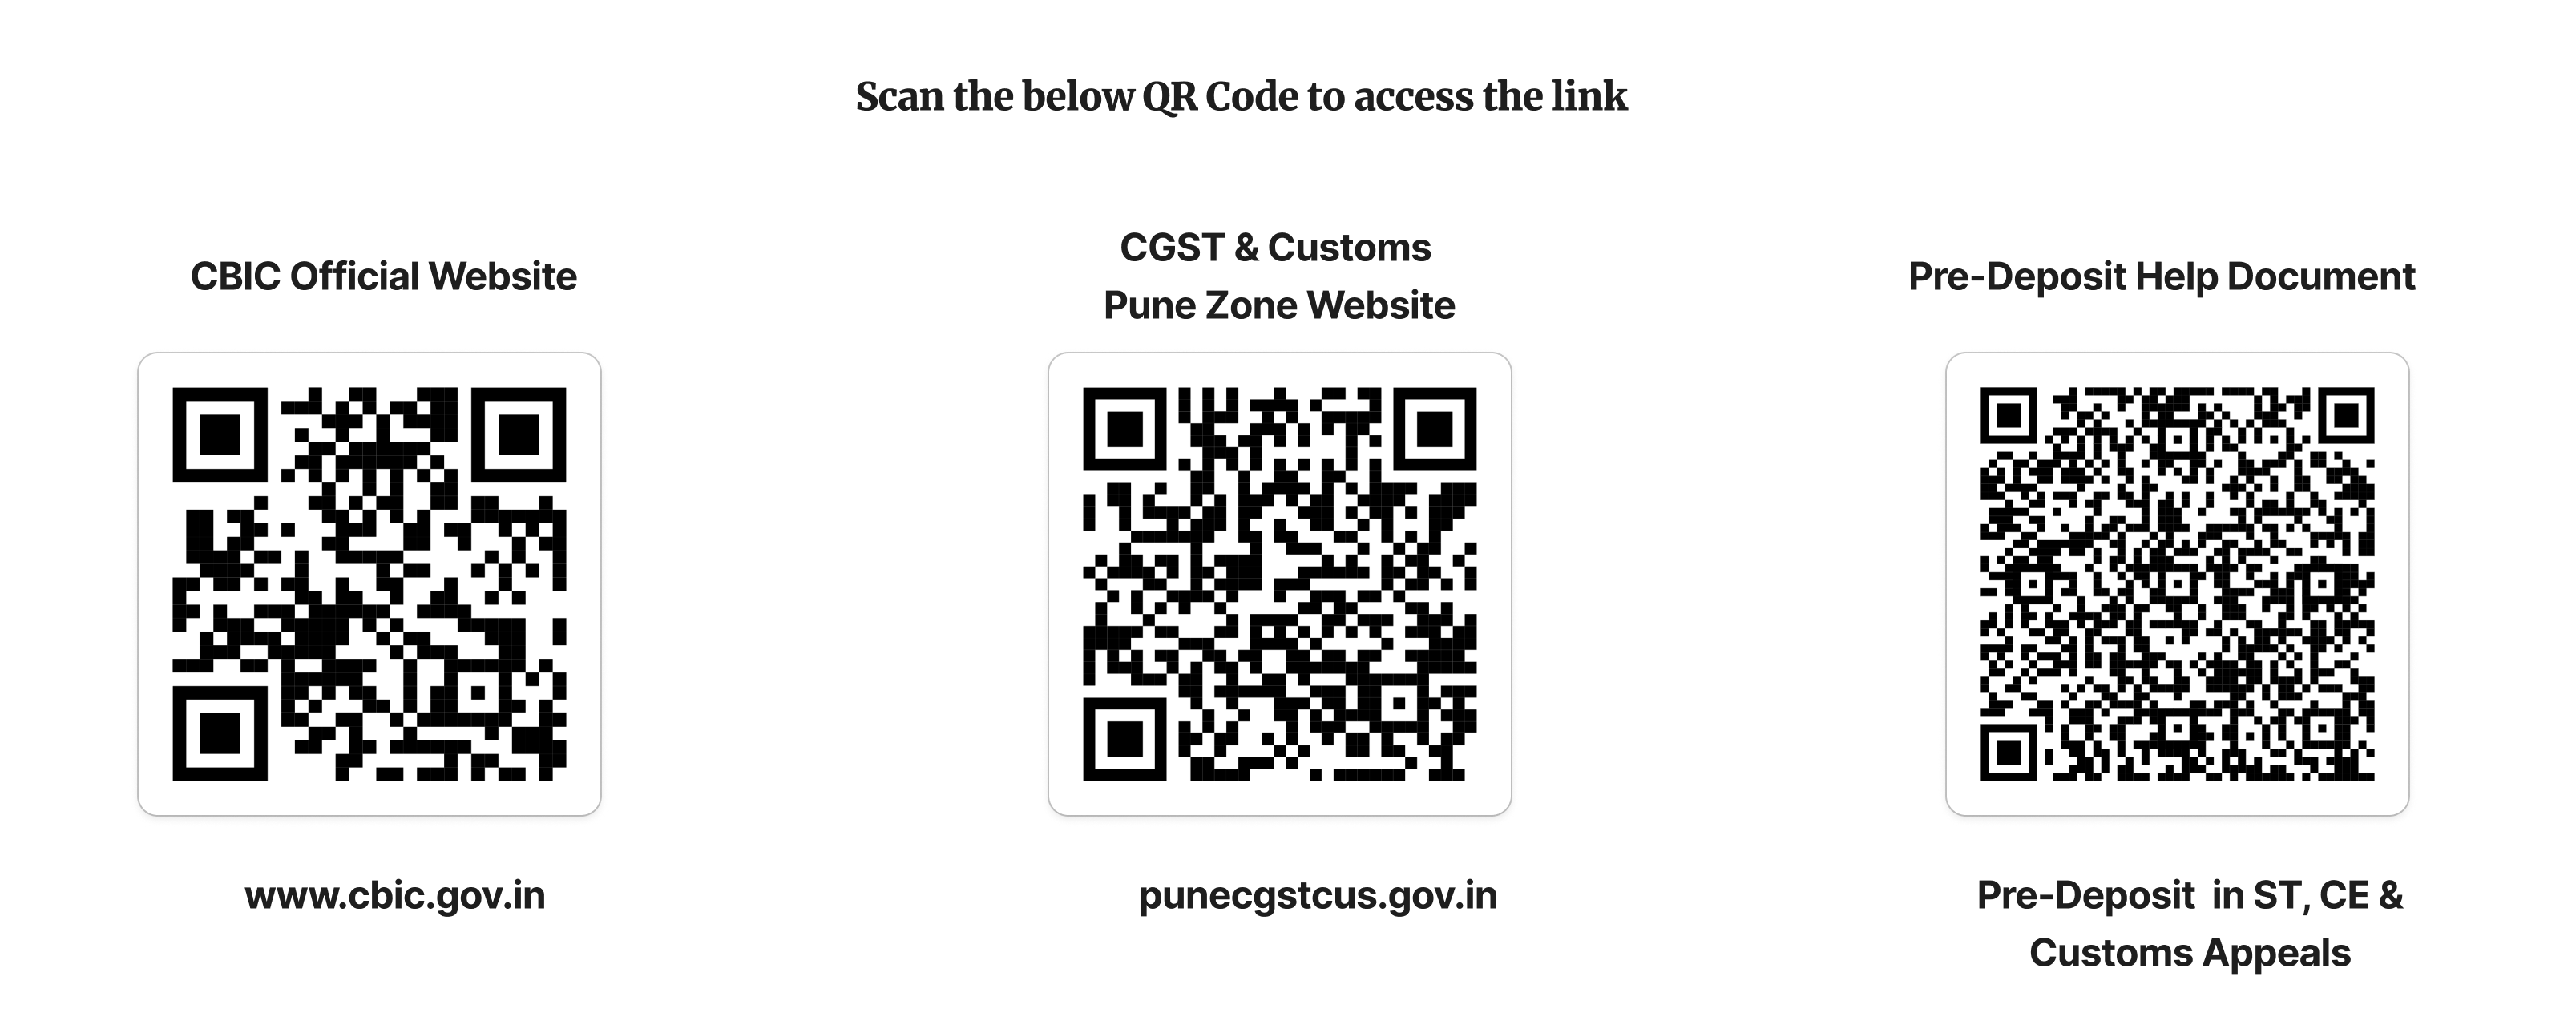 Scan the below QR Code to access the link
CBIC Official Website
CGST & Customs
Pune Zone Website
Pre-Deposit Help Document
www.cbic.gov.in
punecgstcus.gov.in
Pre-Deposit  in ST, CE &
Customs Appeals